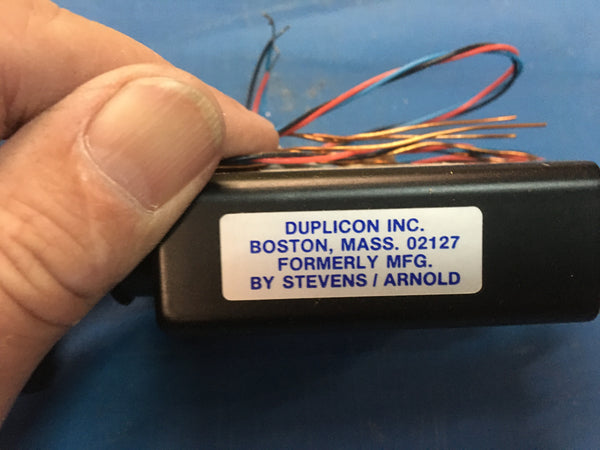 DUPLICON INC.
BOSTON, MASS. 02127
FORMERLY MFG.
BY STEVENS / ARNOLD